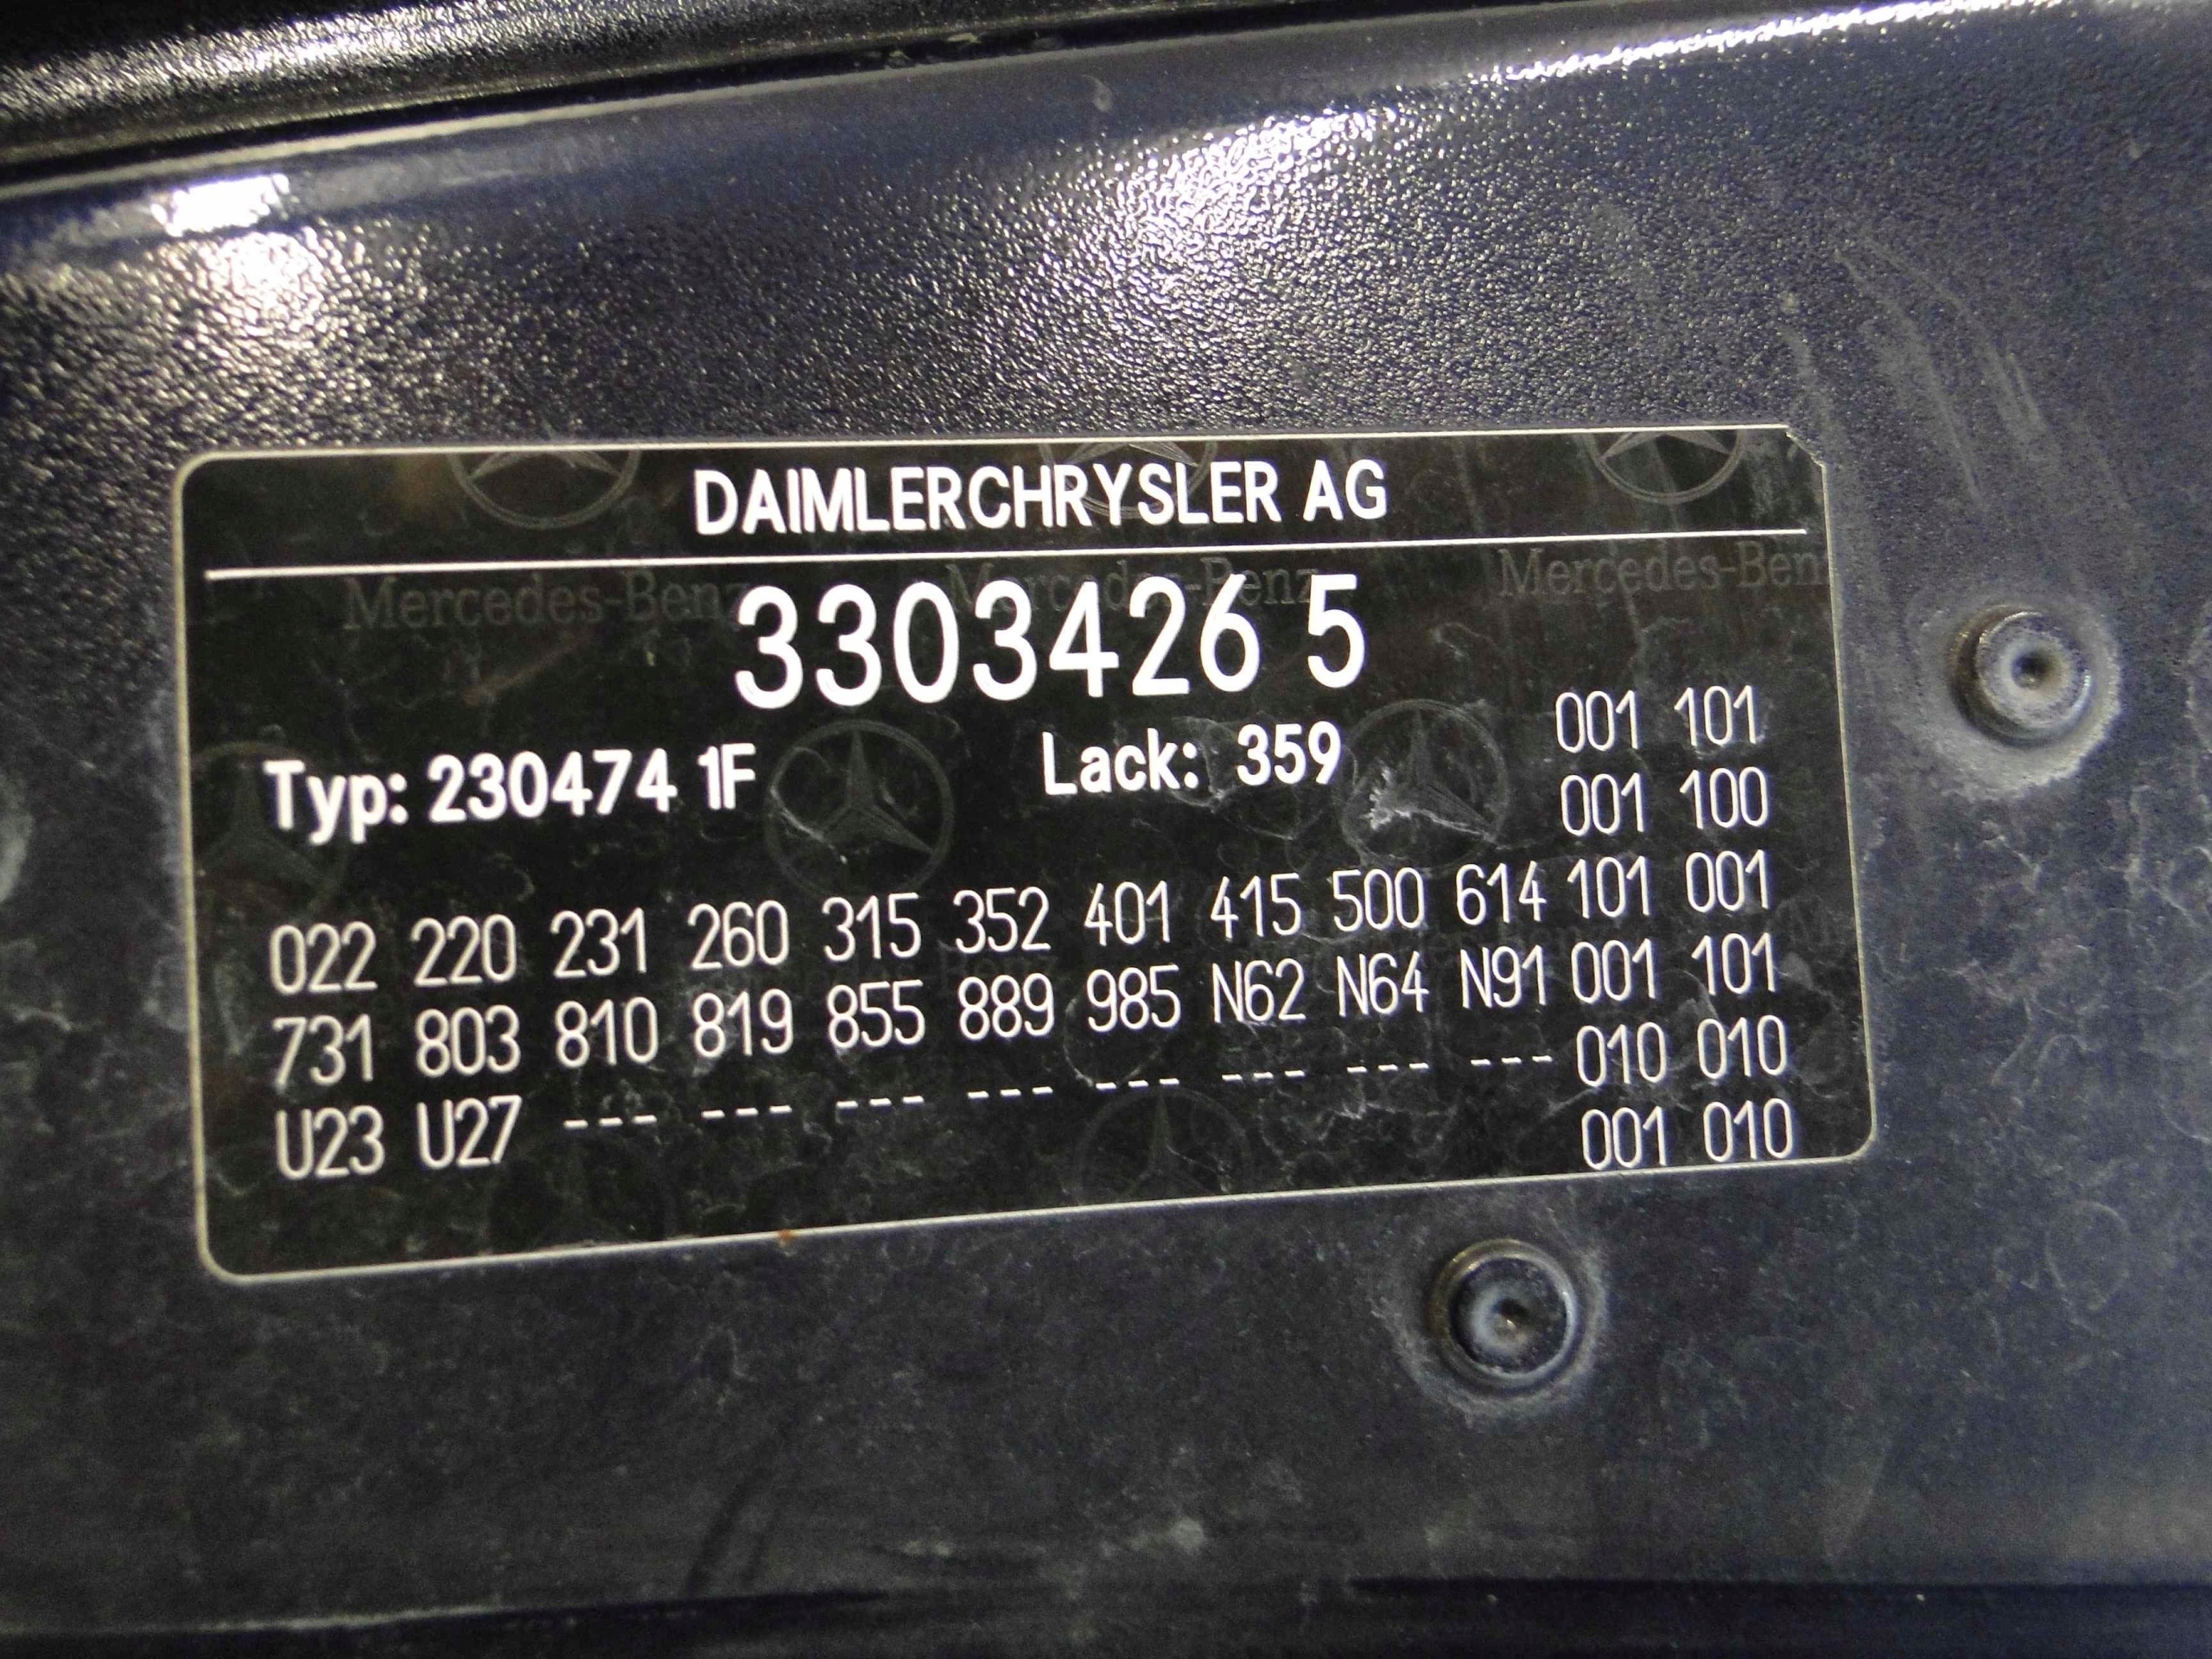 DAIMLERCHRYSLER AG
Mercedes-Benz Mercedes-Benz Mercedes-Ben
3303426 5
Typ: 230474 1F Lack: 359 001 101
001 100
022 220 231 260 315 352 401 415 500 614 101 001
731 803 810 819 855 889 985 N62 N64 N91 001 101
U23 U27 --- --- --- --- --- --- --- --- 010 010
001 010